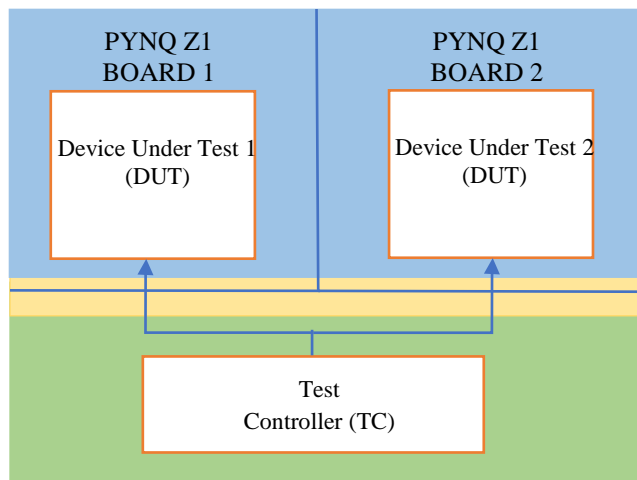 PYNQ Z1
BOARD 1
PYNQ Z1
BOARD 2
Device Under Test 1
(DUT)
Device Under Test 2
(DUT)
Test
Controller (TC)